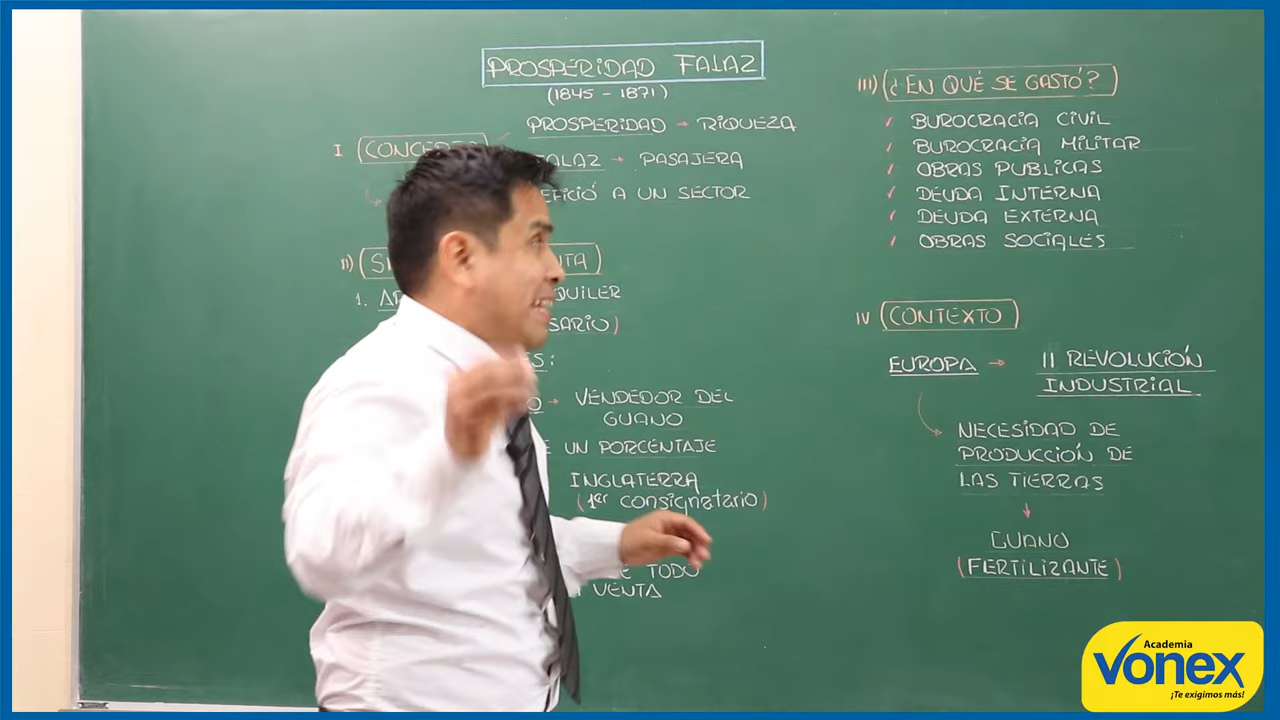 PROSPERIDAD FALAZ
(1845 - 1871)
I (CONCEPTO)
PROSPERIDAD → RIQUEZA
FALAZ → PASAJERA
A UN SECTOR
II)
1.
VENDEDOR DEL
GUANO
UN PORCENTAJE
INGLATERRA
(1er consignatario)
TODO
VENTA
III) (¿EN QUÉ SE GASTÓ?)
BUROCRACIA CIVIL
BUROCRACIA MILITAR
OBRAS PUBLICAS
DEUDA INTERNA
DEUDA EXTERNA
OBRAS SOCIALES
IV (CONTEXTO)
EUROPA → II REVOLUCIÓN
INDUSTRIAL
NECESIDAD DE
PRODUCCIÓN DE
LAS TIERRAS
GUANO
(FERTILIZANTE)
Academia
Vonex
¡Te exigimos más!